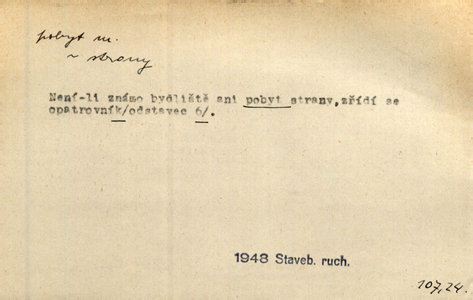 pobyt m.
~ strany
Není-li známo bydliště ani pobyt strany,zřídí se
opatrovník/odstavec 6/.
1948 Staveb. ruch.
107,24.